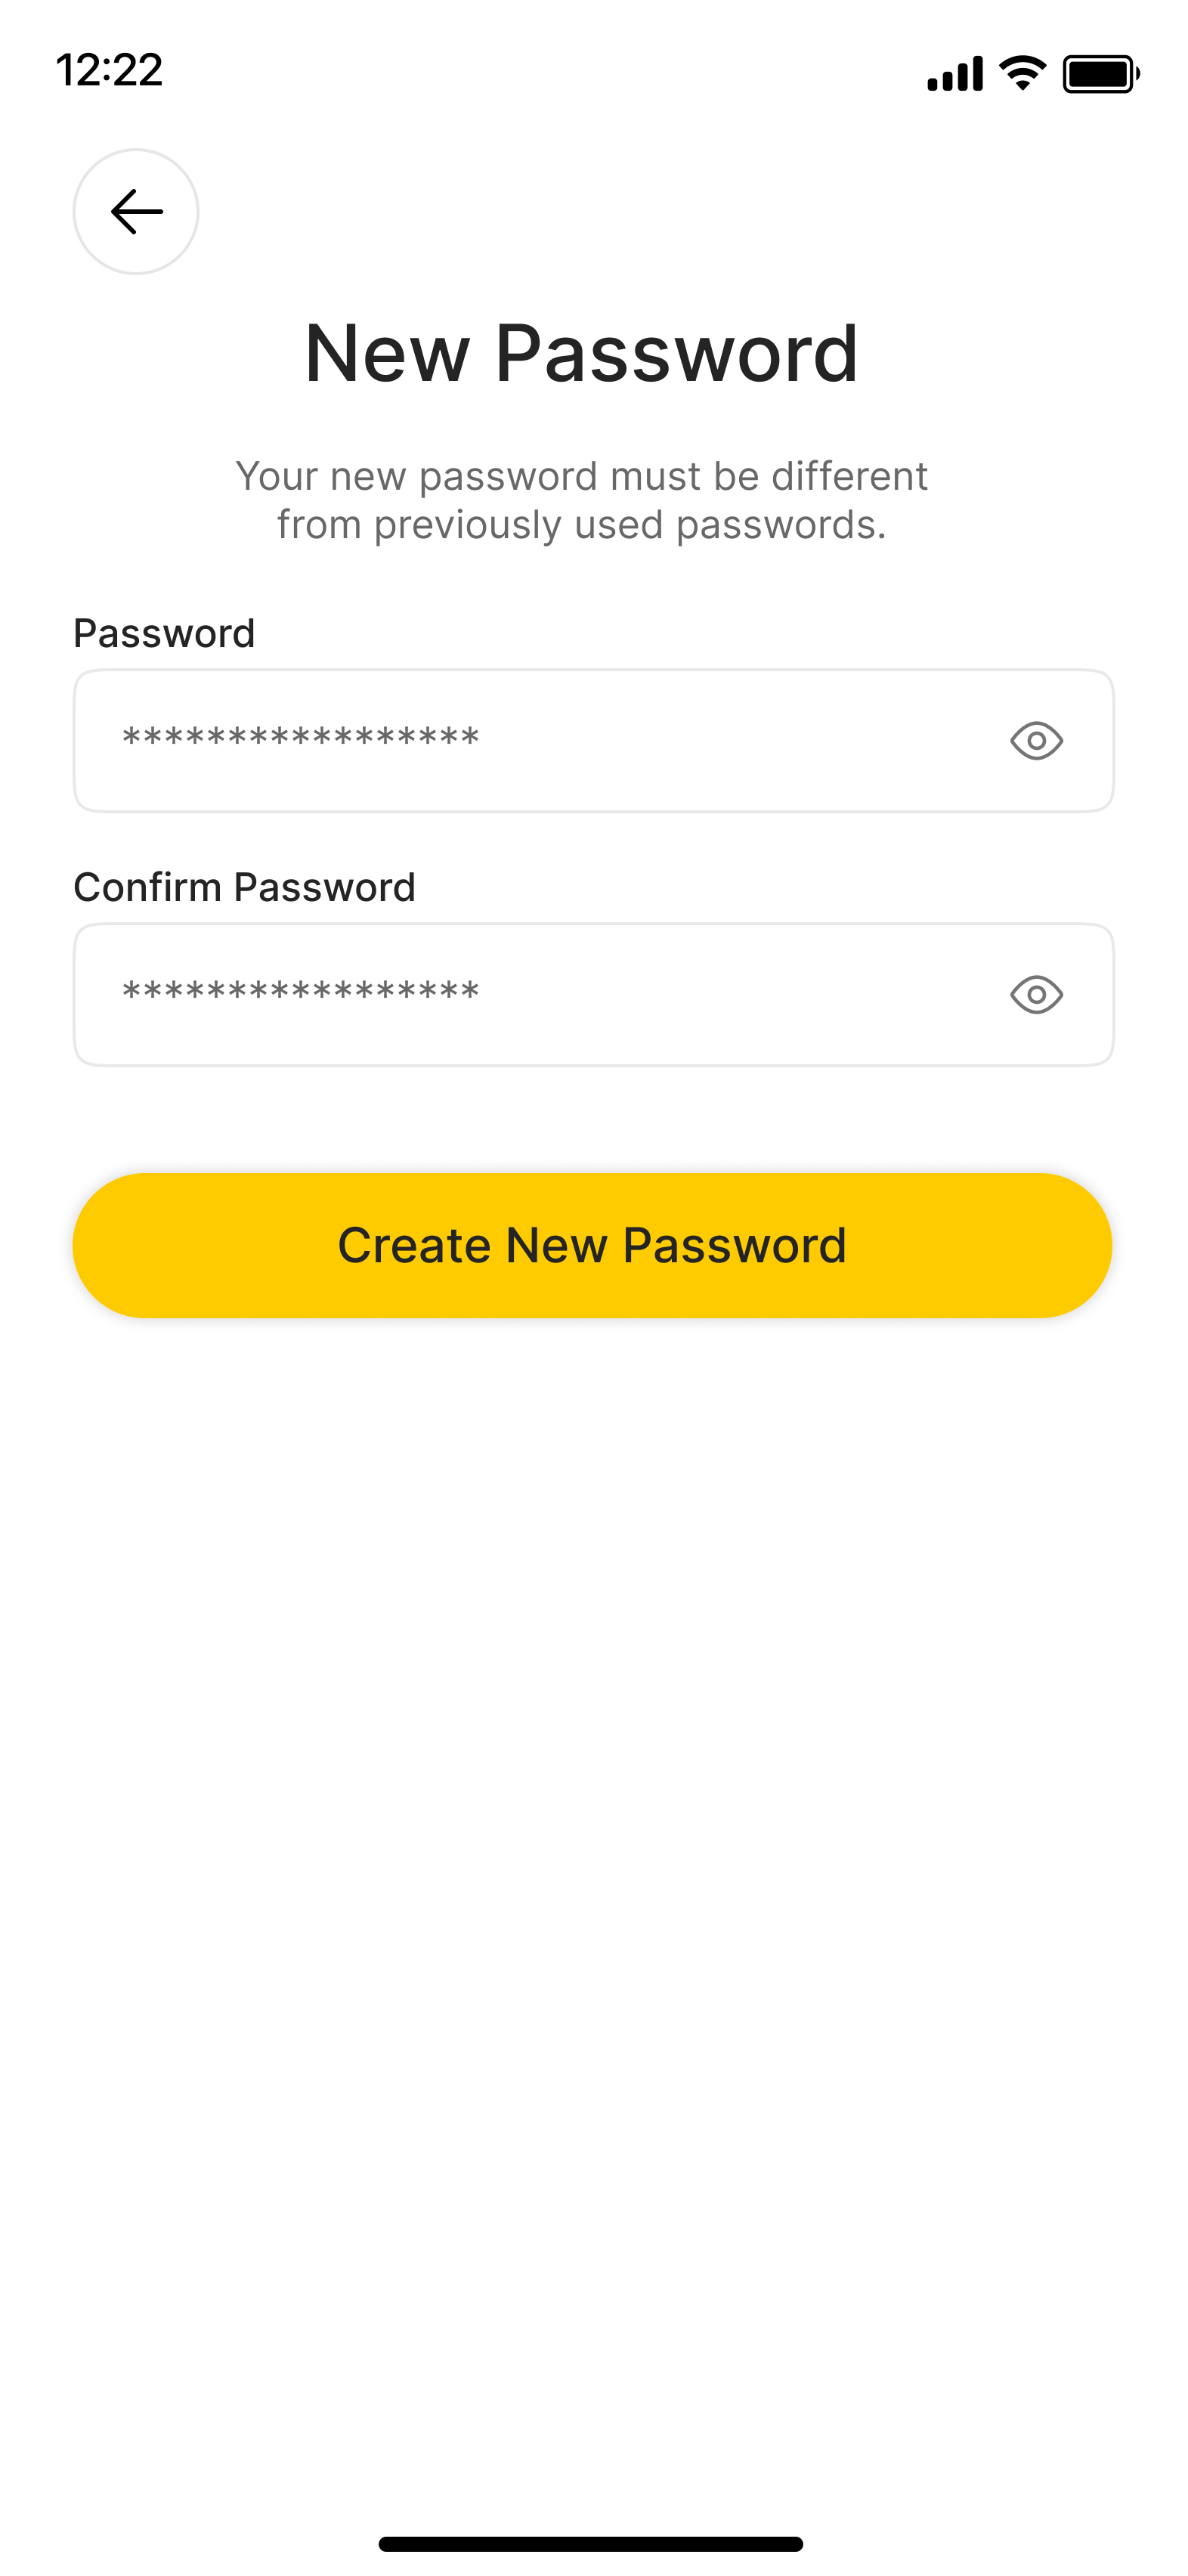 12:22
New Password
Your new password must be different
from previously used passwords.
Password
*****************
Confirm Password
*****************
Create New Password